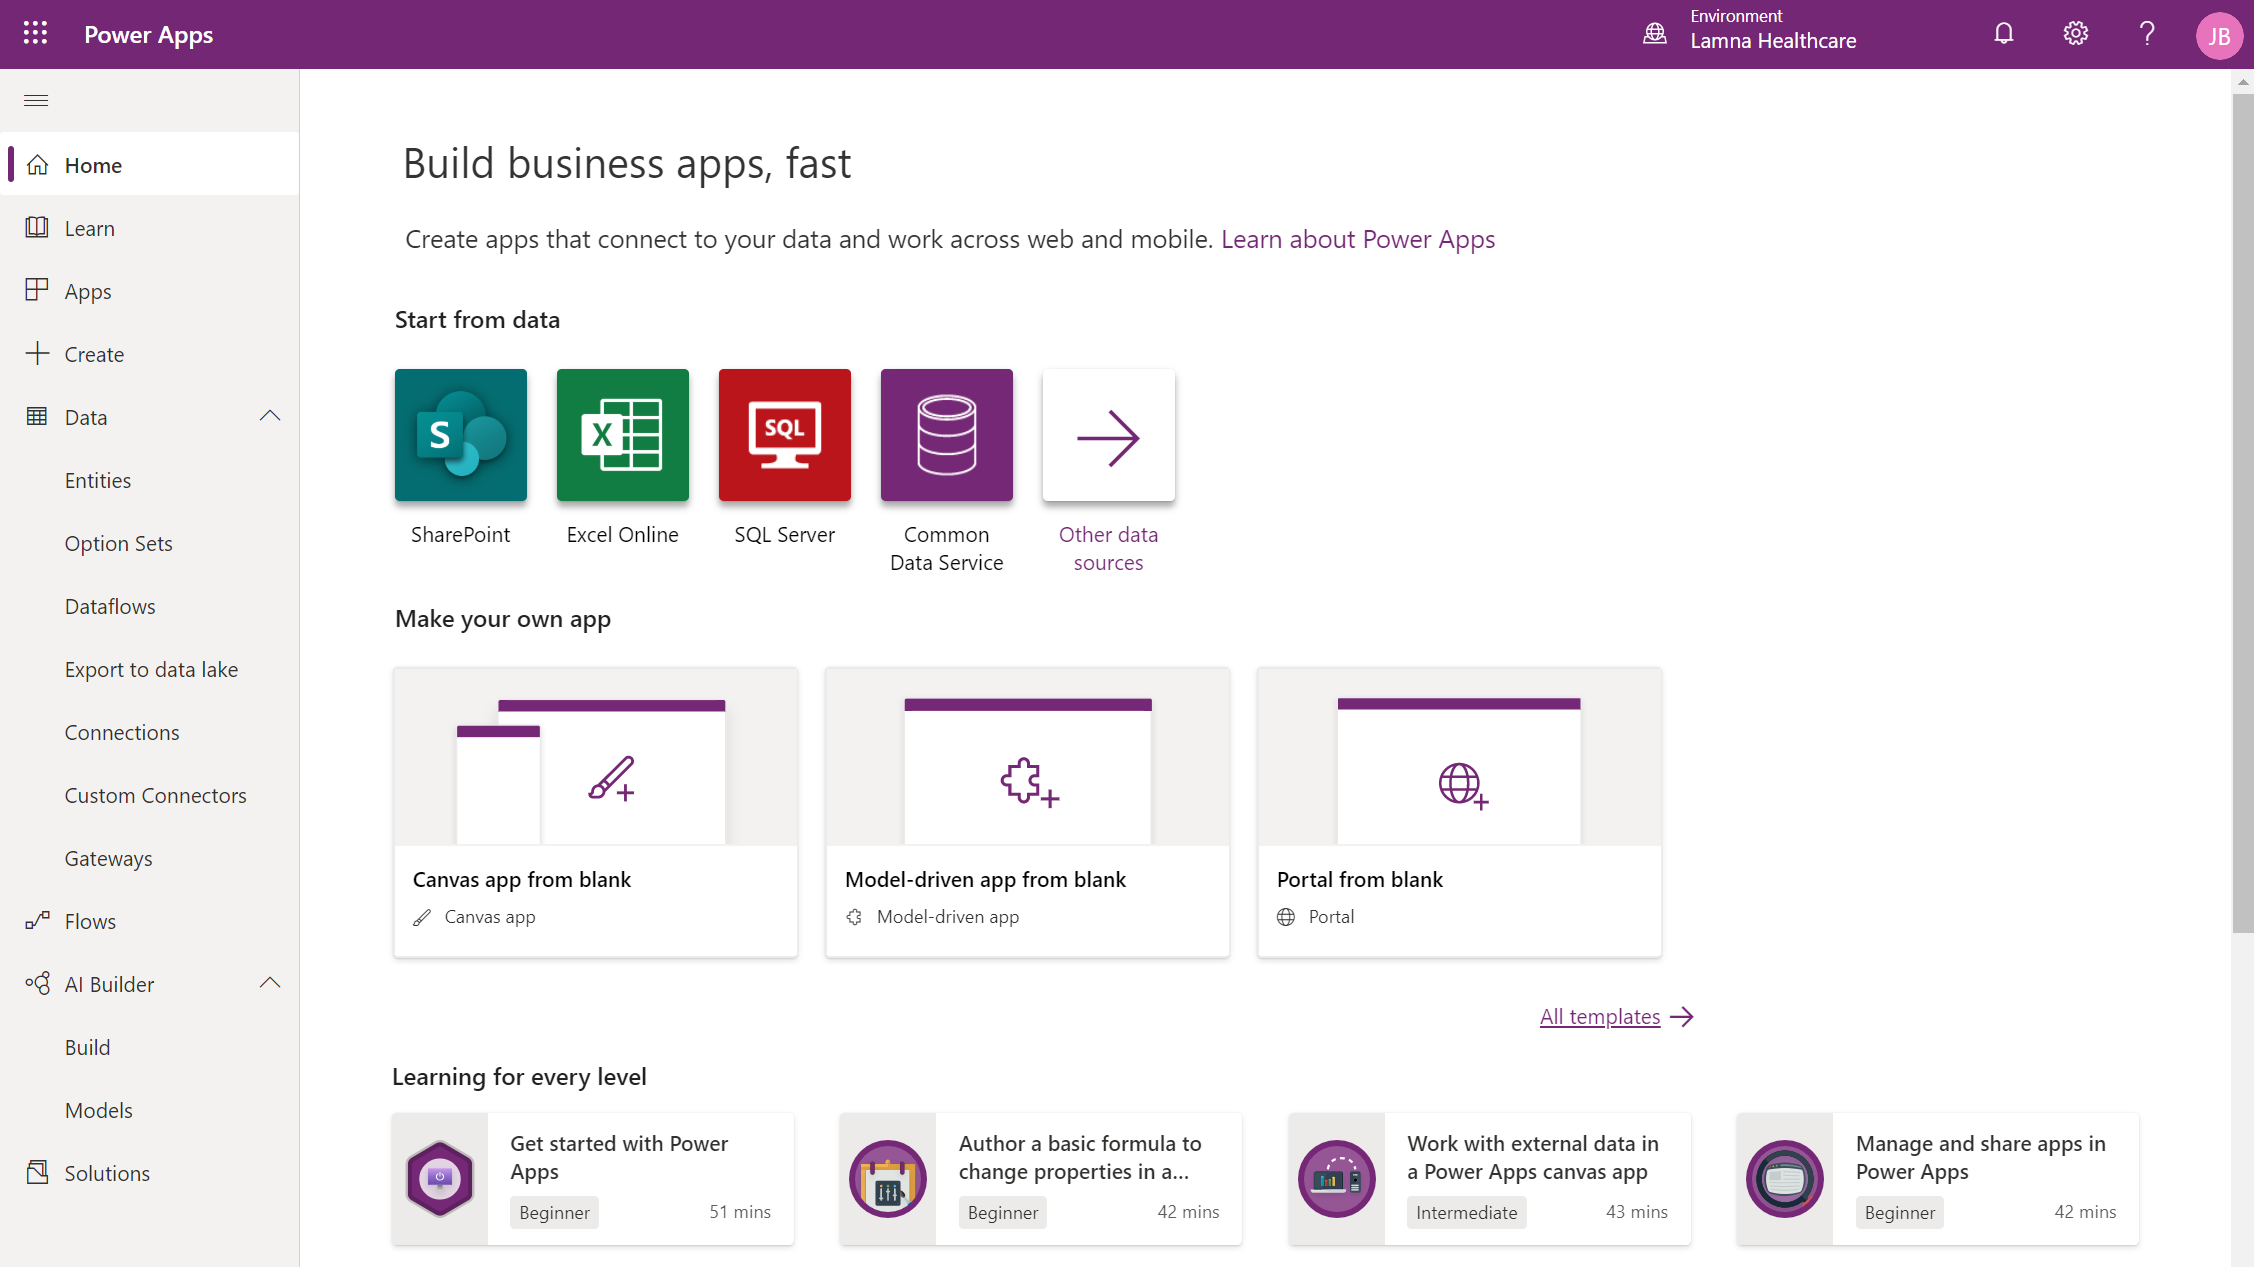 Power Apps
Environment
Lamna Healthcare
JB
Home
Learn
Apps
Create
Data
Entities
Option Sets
Dataflows
Export to data lake
Connections
Custom Connectors
Gateways
Flows
AI Builder
Build
Models
Solutions
Build business apps, fast
Create apps that connect to your data and work across web and mobile. Learn about Power Apps
Start from data
S
X
SQL
SharePoint
Excel Online
SQL Server
Common
Data Service
Other data
sources
Make your own app
Canvas app from blank
Canvas app
Model-driven app from blank
Model-driven app
Portal from blank
Portal
All templates
Learning for every level
Get started with Power
Apps
Beginner 51 mins
Author a basic formula to
change properties in a...
Beginner 42 mins
Work with external data in
a Power Apps canvas app
Intermediate 43 mins
Manage and share apps in
Power Apps
Beginner 42 mins